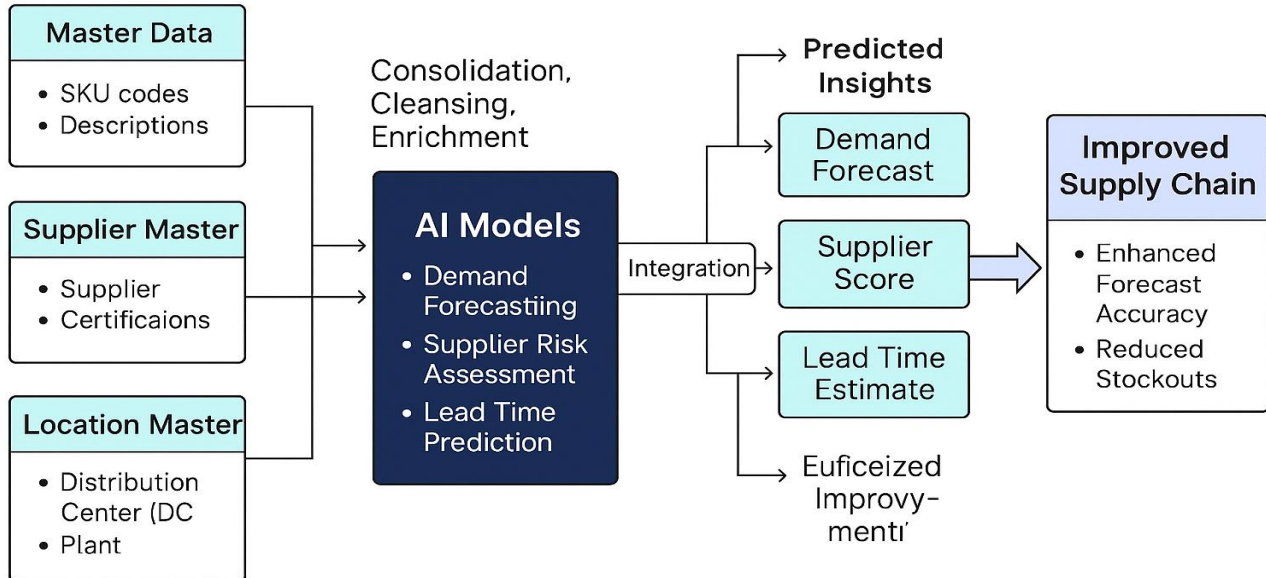 Master Data
• SKU codes
• Descriptions
Supplier Master
• Supplier
• Certificaions
Location Master
• Distribution
Center (DC
• Plant
Consolidation,
Cleansing,
Enrichment
AI Models
• Demand
Forecastiing
• Supplier Risk
Assessment
• Lead Time
Prediction
Integration
Predicted
Insights
Demand
Forecast
Supplier
Score
Lead Time
Estimate
Euficeized
Improvy-
menti’
Improved
Supply Chain
• Enhanced
Forecast
Accuracy
• Reduced
Stockouts